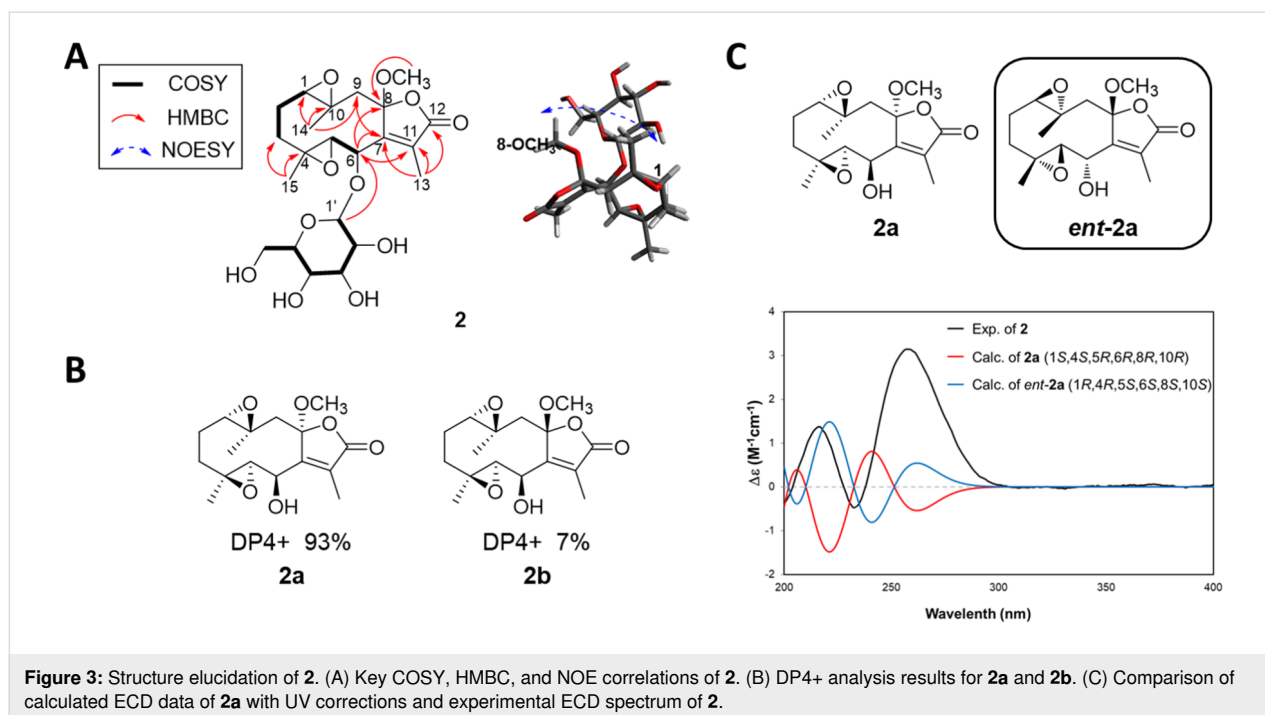 A
COSY
HMBC
NOESY
1
O
9
OCH3
8
O
12
O
10
14
11
7
4
O
6
13
15
O
1'
O
OH
HO
HO
OH
2
8-OCH3
1
B
O
OCH3
O
O
O
OH
DP4+ 93%
2a
O
OCH3
O
O
O
OH
DP4+ 7%
2b
C
O
OCH3
O
O
O
OH
2a
O
OCH3
O
O
O
OH
ent-2a
4
3
2
1
0
-1
-2
Δε (M-1cm-1)
Exp. of 2
Calc. of 2a (1S,4S,5R,6R,8R,10R)
Calc. of ent-2a (1R,4R,5S,6S,8S,10S)
200
250
300
350
400
Wavelenth (nm)
Figure 3: Structure elucidation of 2. (A) Key COSY, HMBC, and NOE correlations of 2. (B) DP4+ analysis results for 2a and 2b. (C) Comparison of
calculated ECD data of 2a with UV corrections and experimental ECD spectrum of 2.